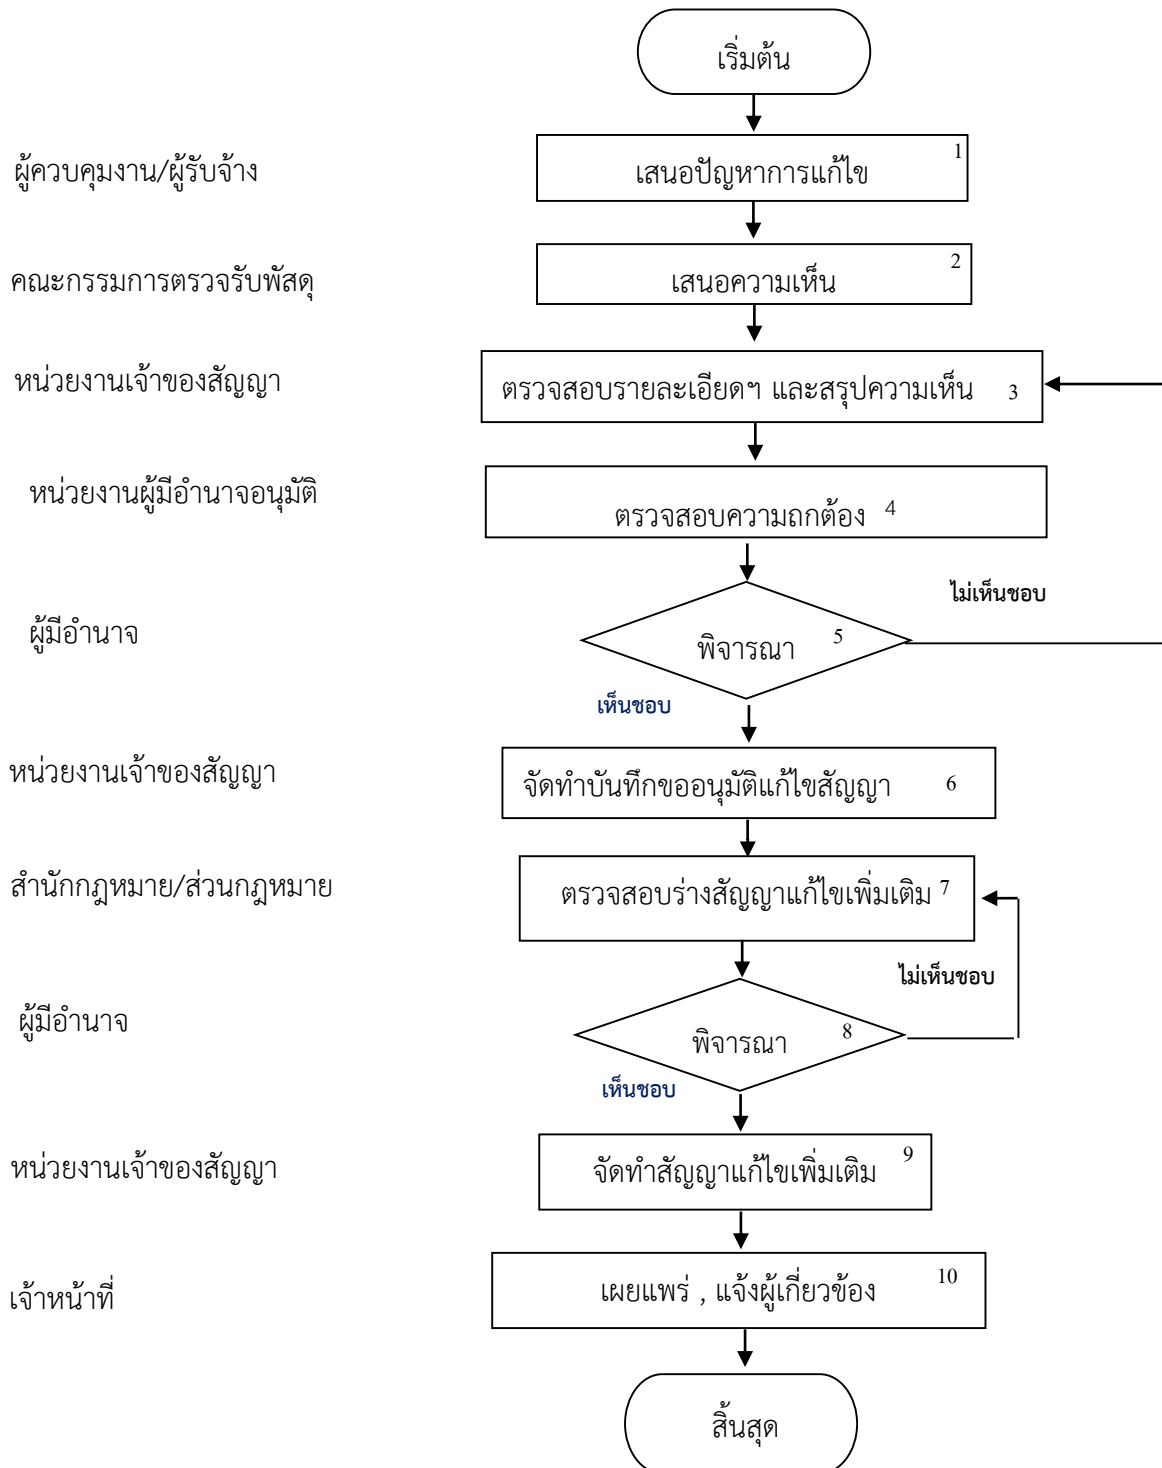 เริ่มต้น
ผู้ควบคุมงาน/ผู้รับจ้าง
เสนอปัญหาการแก้ไข 1
คณะกรรมการตรวจรับพัสดุ
เสนอความเห็น 2
หน่วยงานเจ้าของสัญญา
ตรวจสอบรายละเอียดฯ และสรุปความเห็น 3
หน่วยงานผู้มีอำนาจอนุมัติ
ตรวจสอบความถกต้อง 4
ไม่เห็นชอบ
ผู้มีอำนาจ
พิจารณา 5
เห็นชอบ
หน่วยงานเจ้าของสัญญา
จัดทำบันทึกขออนุมัติแก้ไขสัญญา 6
สำนักกฎหมาย/ส่วนกฎหมาย
ตรวจสอบร่างสัญญาแก้ไขเพิ่มเติม 7
ไม่เห็นชอบ
ผู้มีอำนาจ
พิจารณา 8
เห็นชอบ
หน่วยงานเจ้าของสัญญา
จัดทำสัญญาแก้ไขเพิ่มเติม 9
เจ้าหน้าที่
เผยแพร่ , แจ้งผู้เกี่ยวข้อง 10
สิ้นสุด